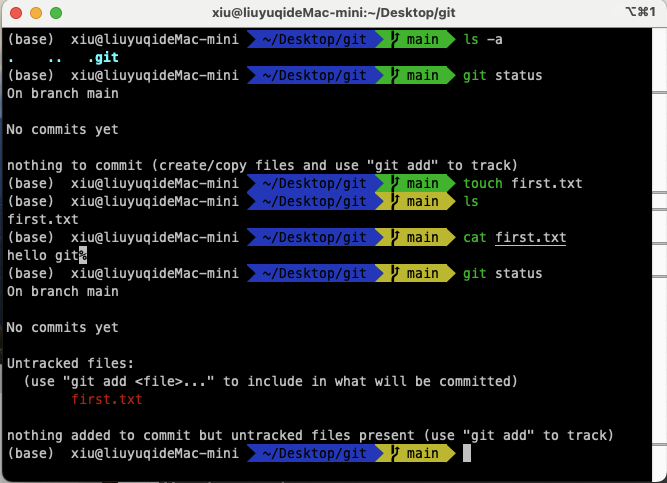 xiu@liuyuqideMac-mini:~/Desktop/git ⌥⌘1
(base) xiu@liuyuqideMac-mini ~/Desktop/git main ls -a
. .. .git
(base) xiu@liuyuqideMac-mini ~/Desktop/git main git status
On branch main
No commits yet
nothing to commit (create/copy files and use "git add" to track)
(base) xiu@liuyuqideMac-mini ~/Desktop/git main touch first.txt
(base) xiu@liuyuqideMac-mini ~/Desktop/git main ls
first.txt
(base) xiu@liuyuqideMac-mini ~/Desktop/git main cat first.txt
hello git%
(base) xiu@liuyuqideMac-mini ~/Desktop/git main git status
On branch main
No commits yet
Untracked files:
(use "git add <file>..." to include in what will be committed)
first.txt
nothing added to commit but untracked files present (use "git add" to track)
(base) xiu@liuyuqideMac-mini ~/Desktop/git main